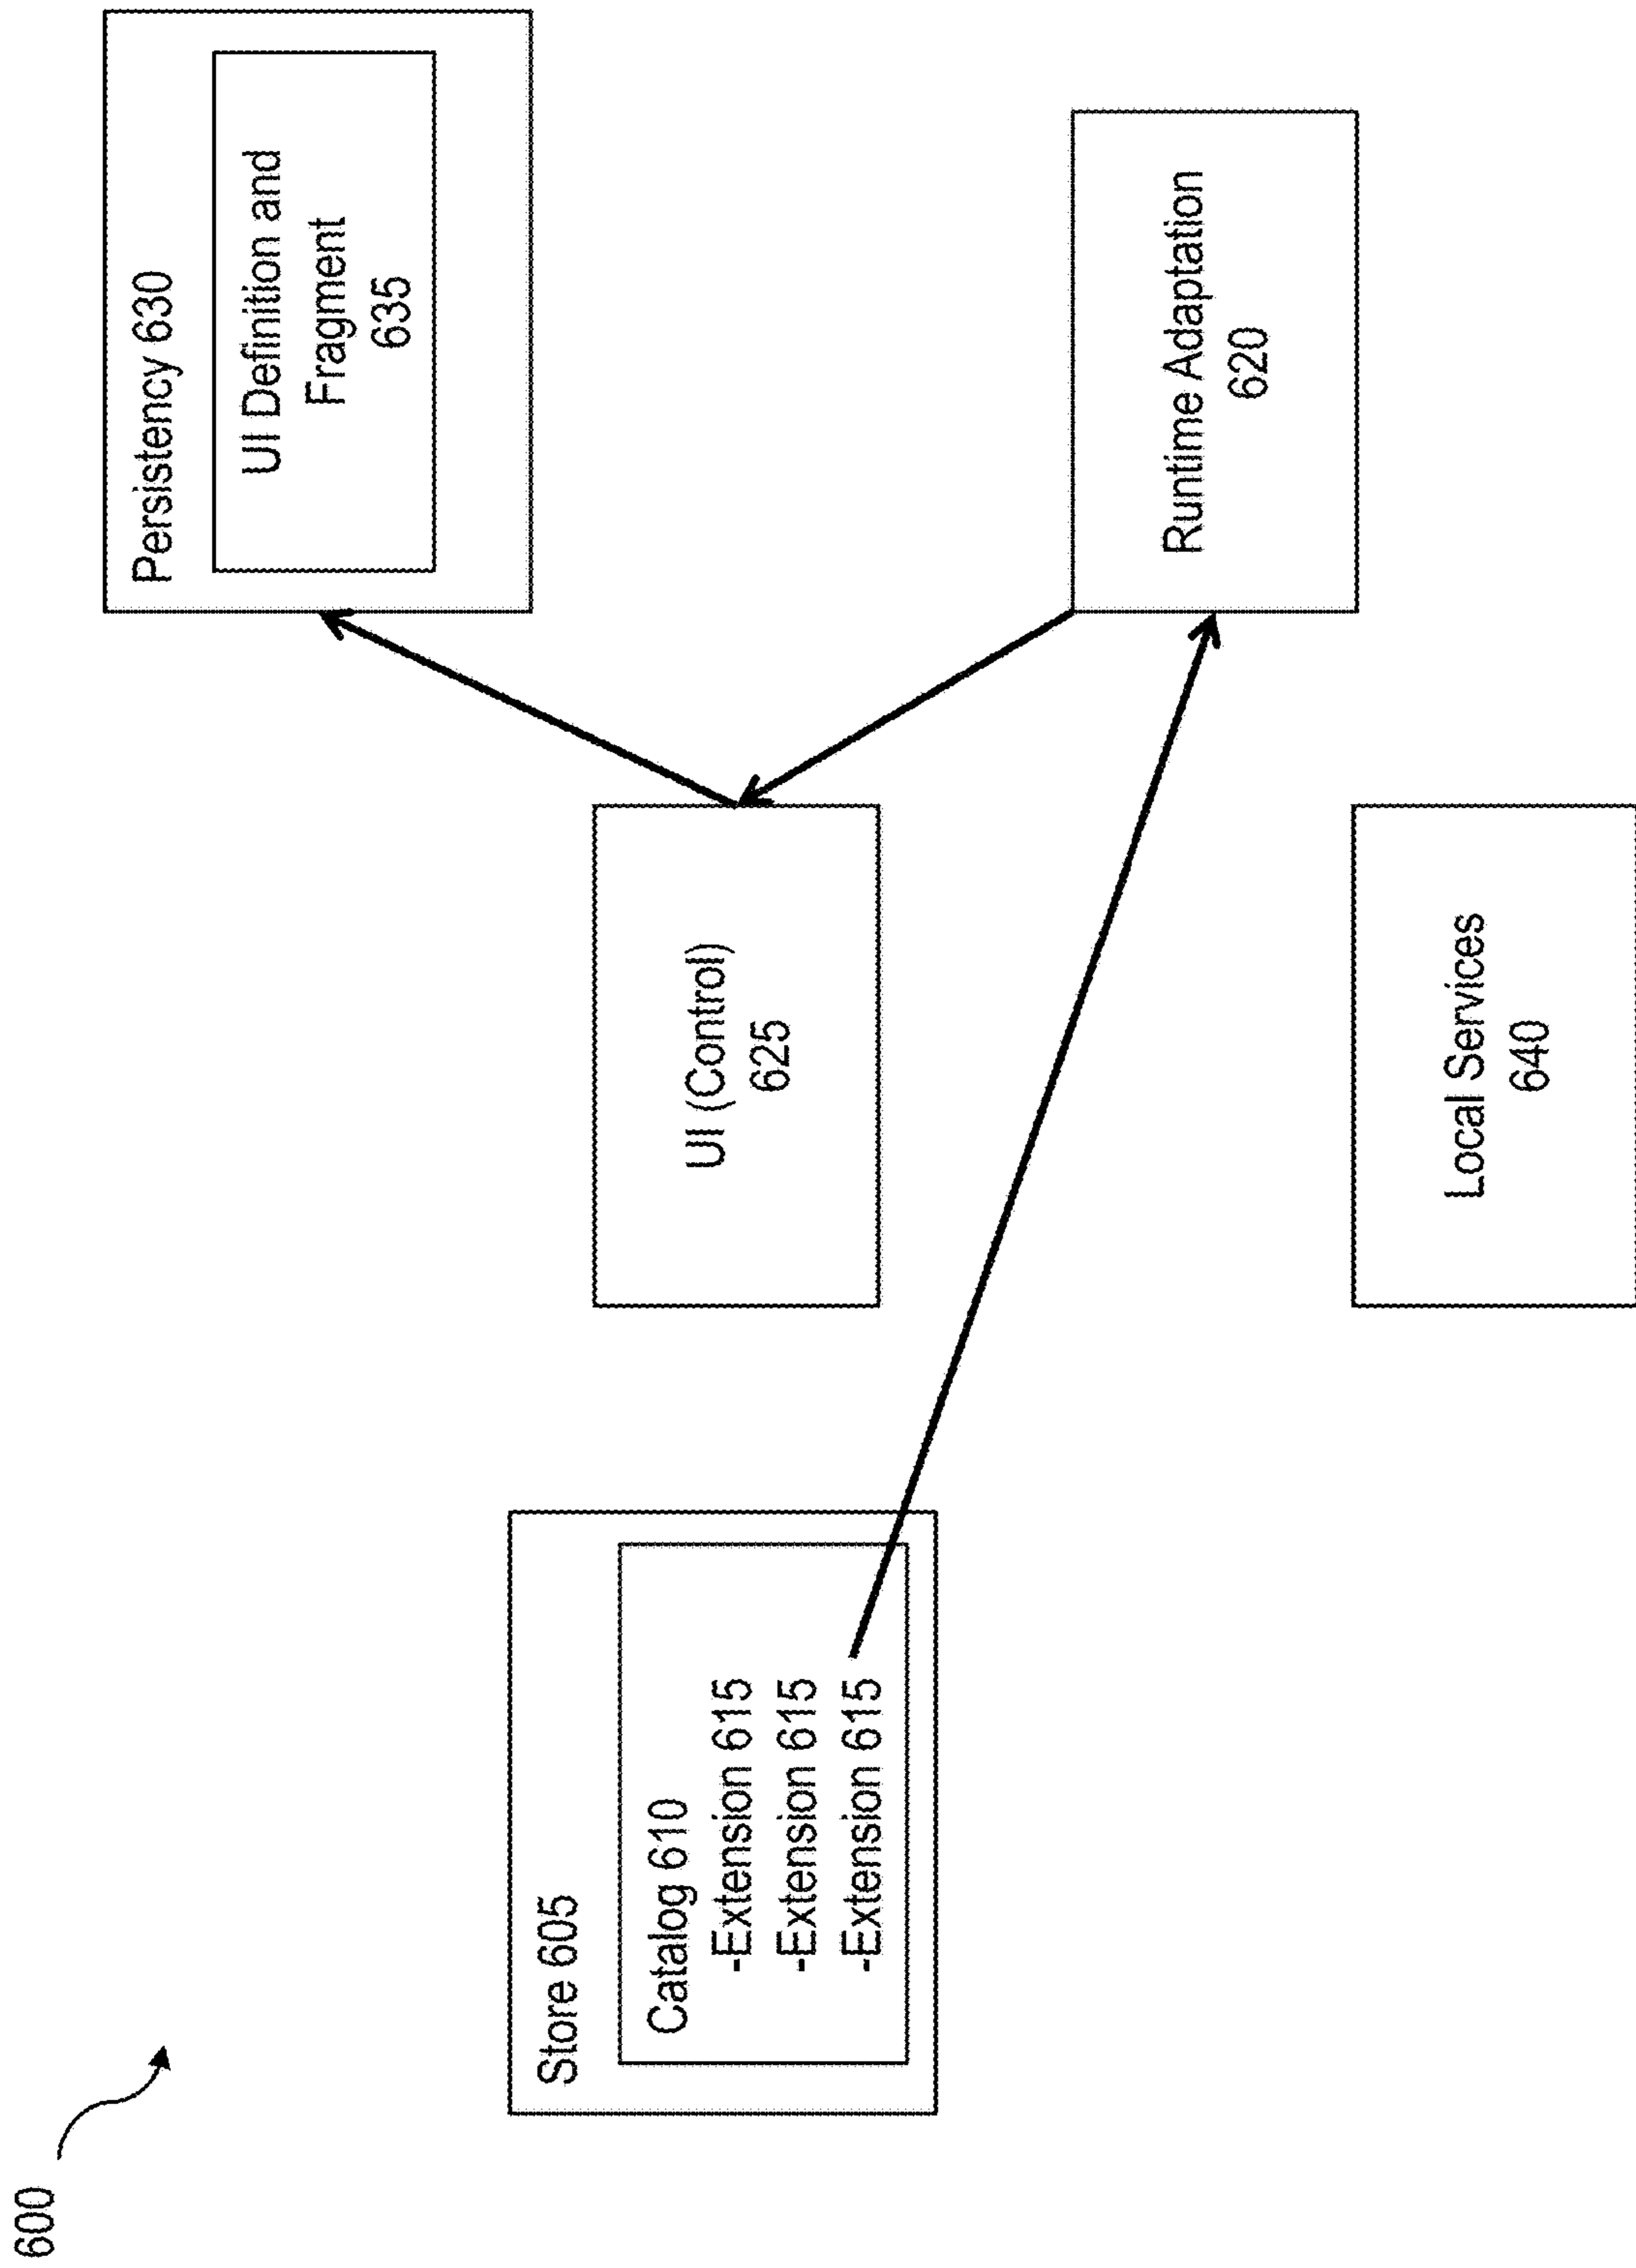 600
Store 605
Catalog 610
-Extension 615
-Extension 615
-Extension 615
UI (Control)
625
Local Services
640
Persistency 630
UI Definition and
Fragment
635
Runtime Adaptation
620